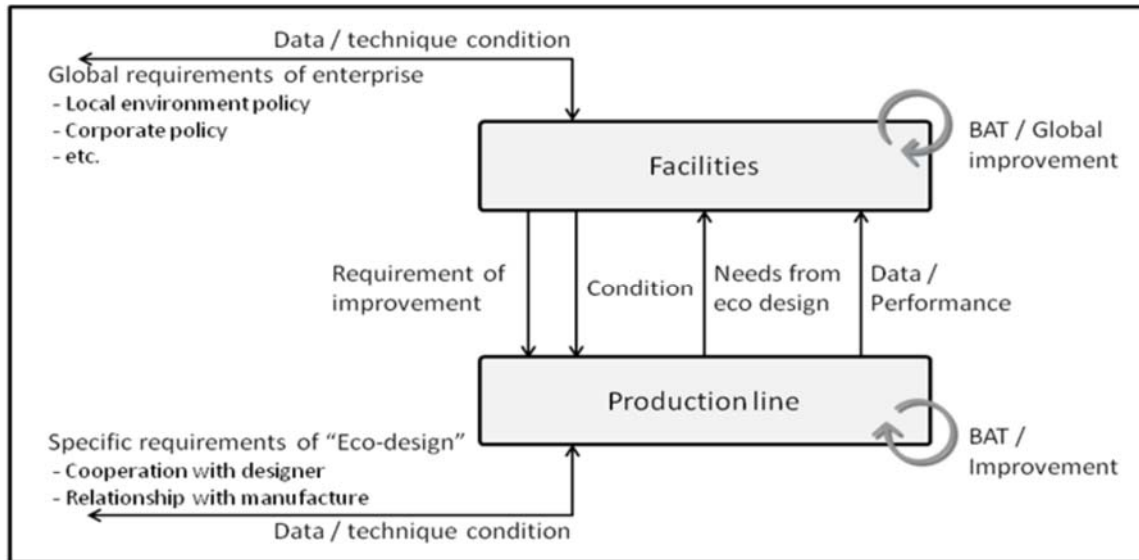 Data / technique condition
Global requirements of enterprise
- Local environment policy
- Corporate policy
- etc.
BAT / Global
improvement
Facilities
Requirement of
improvement
Condition
Needs from
eco design
Data /
Performance
Production line
Specific requirements of “Eco-design”
- Cooperation with designer
- Relationship with manufacture
BAT /
Improvement
Data / technique condition